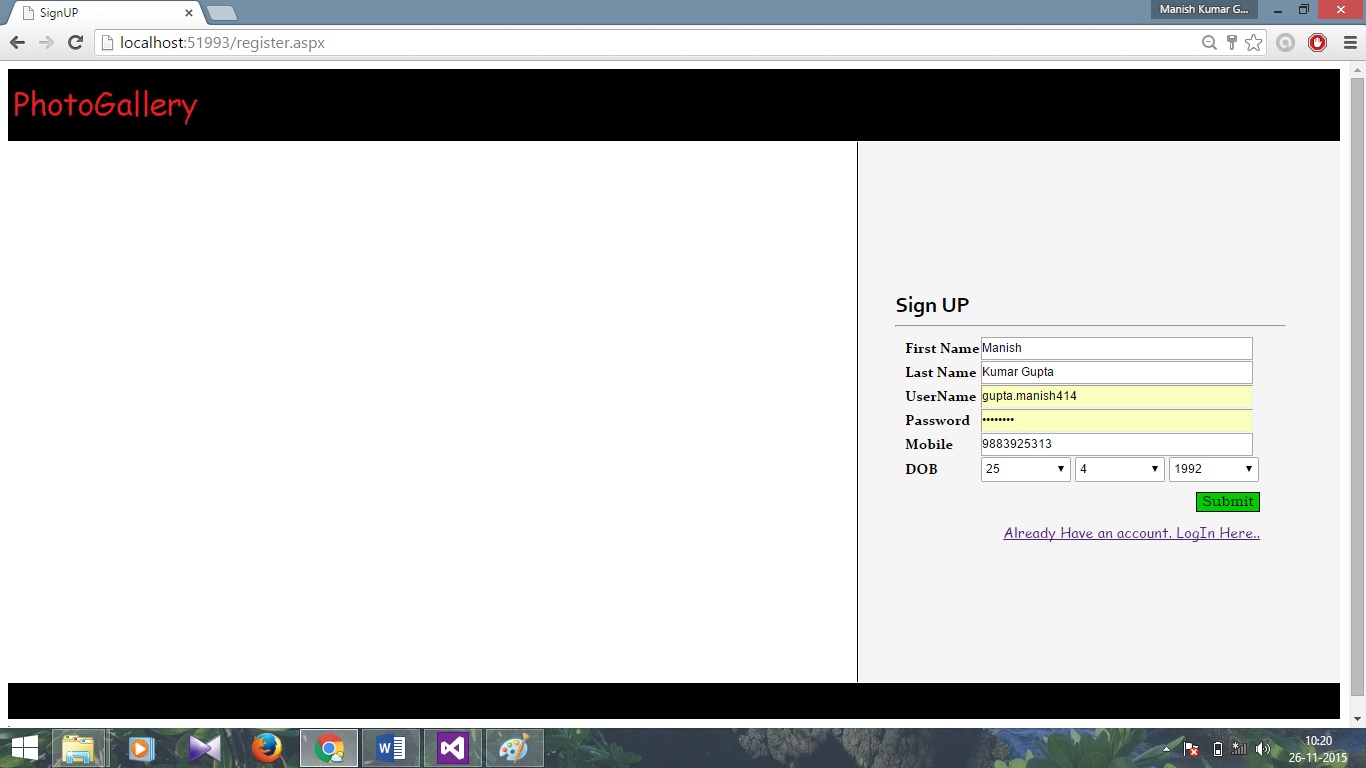 SignUP
Manish Kumar G...
localhost:51993/register.aspx
PhotoGallery
Sign UP
First Name Manish
Last Name Kumar Gupta
UserName gupta.manish414
Password ••••••••
Mobile 9883925313
DOB 25 4 1992
Submit
Already Have an account. LogIn Here..
10:20
26-11-2015